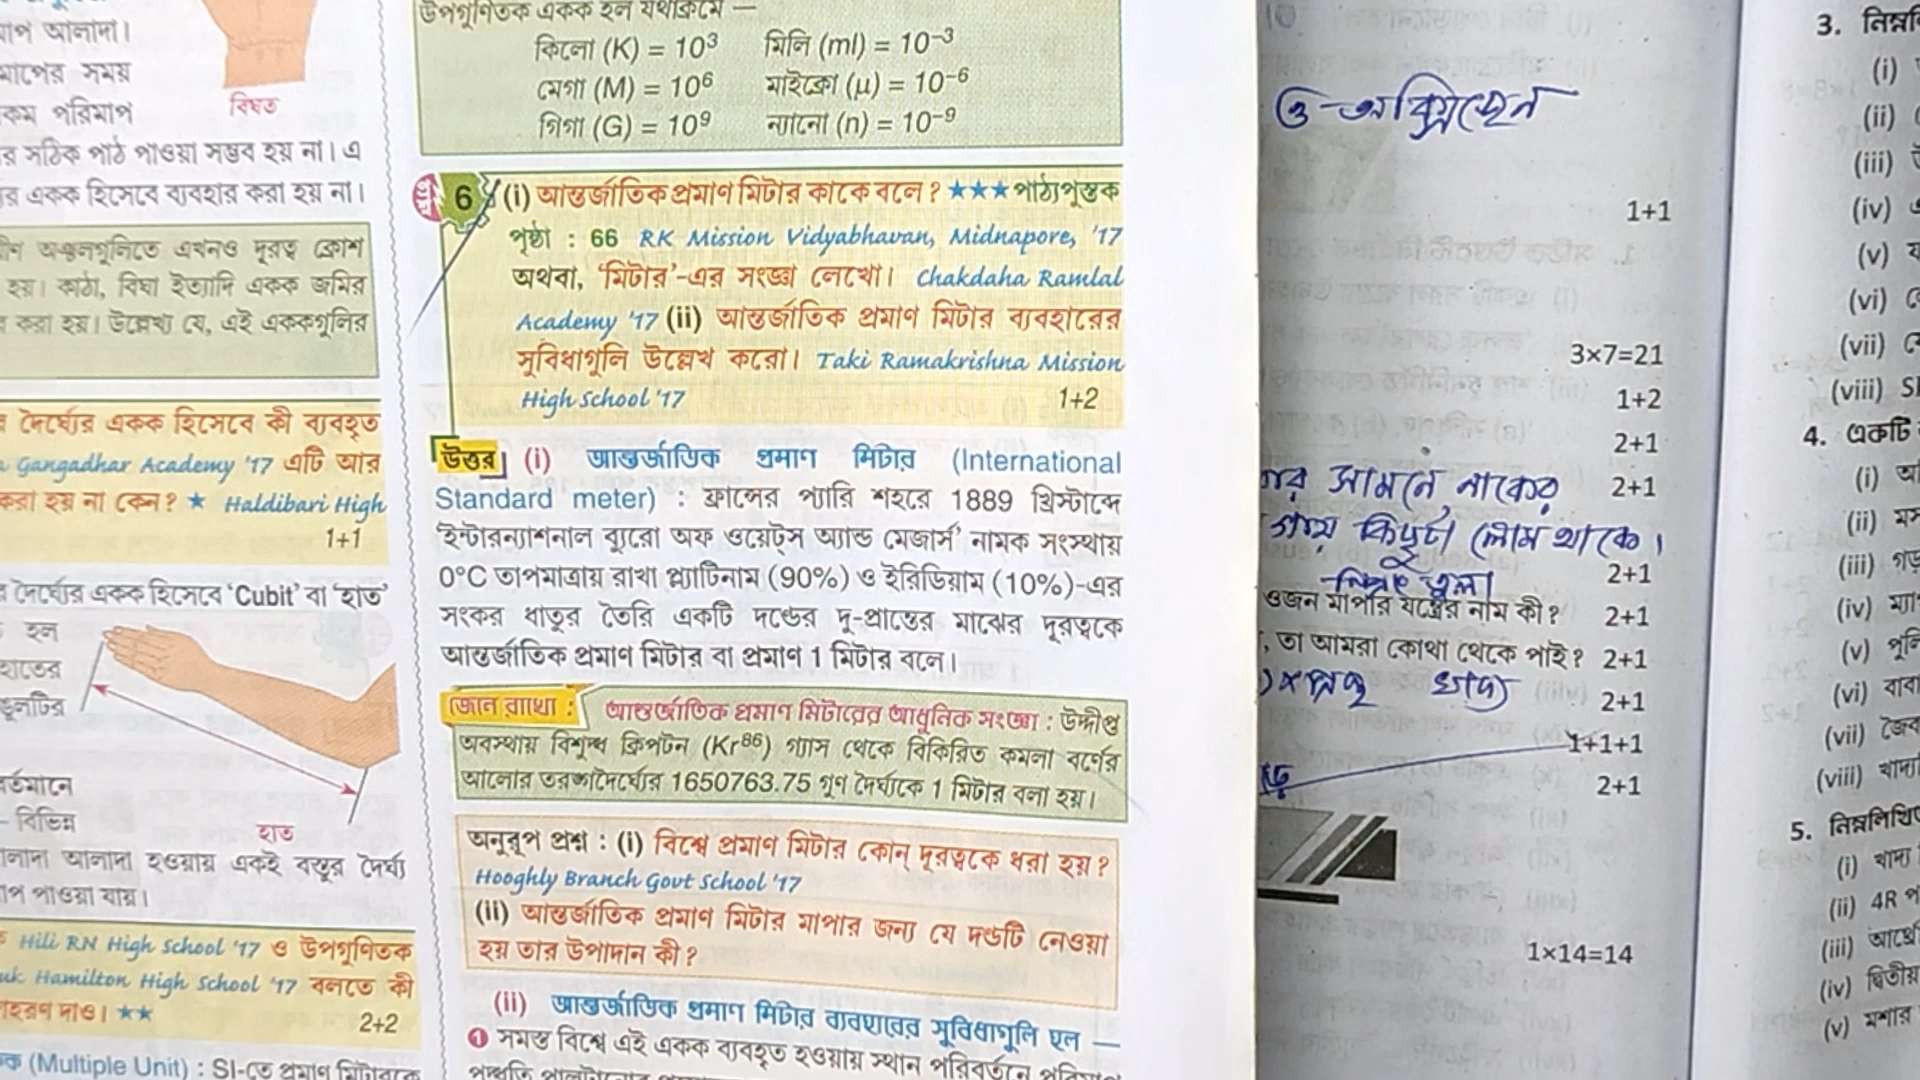 মাপ আলাদা।
মাপের সময়
কম পরিমাপ
বিঘত
র সঠিক পাঠ পাওয়া সম্ভব হয় না। এ
র একক হিসেবে ব্যবহার করা হয় না।
অঞ্চলগুলিতে এখনও দূরত্ব ক্রোশ
হয়। কাঠা, বিঘা ইত্যাদি একক জমির
করা হয়। উল্লেখ্য যে, এই এককগুলির
দৈর্ঘ্যের একক হিসেবে কী ব্যবহৃত
Gangadhar Academy '17 এটি আর
করা হয় না কেন? ★ Haldibari High
1+1
দৈর্ঘ্যের একক হিসেবে 'Cubit' বা 'হাত'
হল
হাতের
বর্তমানে
- বিভিন্ন
হাত
আলাদা হওয়ায় একই বস্তুর দৈর্ঘ্য
পাওয়া যায়।
Hili RN High School '17 ও উপগুণিতক
Hamilton High School '17 বলতে কী
দাও। ★★
2+2
(Multiple Unit) : SI-তে প্রমাণ মিটারকে
উপগুণিতক একক হল যথাক্রমে —
কিলো (K) = 10³ মিলি (ml) = 10⁻³
মেগা (M) = 10⁶ মাইক্রো (μ) = 10⁻⁶
গিগা (G) = 10⁹ ন্যানো (n) = 10⁻⁹
প্রশ্ন 6 (i) আন্তর্জাতিক প্রমাণ মিটার কাকে বলে? ★★★ পাঠ্যপুস্তক
পৃষ্ঠা : 66 RK Mission Vidyabhavan, Midnapore, '17
অথবা, 'মিটার'-এর সংজ্ঞা লেখো। Chakdaha Ramlal
Academy '17 (ii) আন্তর্জাতিক প্রমাণ মিটার ব্যবহারের
সুবিধাগুলি উল্লেখ করো। Taki Ramakrishna Mission
High School '17 1+2
উত্তর (i) আন্তর্জাতিক প্রমাণ মিটার (International
Standard meter) : ফ্রান্সের প্যারি শহরে 1889 খ্রিস্টাব্দে
'ইন্টারন্যাশনাল ব্যুরো অফ ওয়েট্‌স অ্যান্ড মেজার্স' নামক সংস্থায়
0°C তাপমাত্রায় রাখা প্ল্যাটিনাম (90%) ও ইরিডিয়াম (10%)-এর
সংকর ধাতুর তৈরি একটি দণ্ডের দু-প্রান্তের মাঝের দূরত্বকে
আন্তর্জাতিক প্রমাণ মিটার বা প্রমাণ 1 মিটার বলে।
জেনে রাখো : আন্তর্জাতিক প্রমাণ মিটারের আধুনিক সংজ্ঞা : উদ্দীপ্ত
অবস্থায় বিশুদ্ধ ক্রিপটন (Kr⁸⁶) গ্যাস থেকে বিকিরিত কমলা বর্ণের
আলোর তরঙ্গদৈর্ঘ্যের 1650763.75 গুণ দৈর্ঘ্যকে 1 মিটার বলা হয়।
অনুরূপ প্রশ্ন : (i) বিশ্বে প্রমাণ মিটার কোন্ দূরত্বকে ধরা হয়?
Hooghly Branch Govt School '17
(ii) আন্তর্জাতিক প্রমাণ মিটার মাপার জন্য যে দণ্ডটি নেওয়া
হয় তার উপাদান কী?
(ii) আন্তর্জাতিক প্রমাণ মিটার ব্যবহারের সুবিধাগুলি হল —
❶ সমস্ত বিশ্বে এই একক ব্যবহৃত হওয়ায় স্থান পরিবর্তনে পরিমাপ
1+1
3×7=21
1+2
2+1
সামনে, নাকের 2+1
কিছুটা লোম থাকে।
তুলা 2+1
ওজন মাপার যন্ত্রের নাম কী? 2+1
, তা আমরা কোথা থেকে পাই? 2+1
খাদ্য 2+1
1+1+1
2+1
1×14=14
3. নিম্নলি
(i)
(ii)
(iii)
(iv)
(v)
(vi)
(vii)
(viii) SI
4. একটি
(i)
(ii)
(iii) গড়
(iv)
(v)
(vi) বাবা
(vii) জৈব
(viii) খাদ্য
5. নিম্নলিখি
(i) খাদ্য
(ii) 4R
(iii)
(iv) দ্বিতীয়
(v) মশার